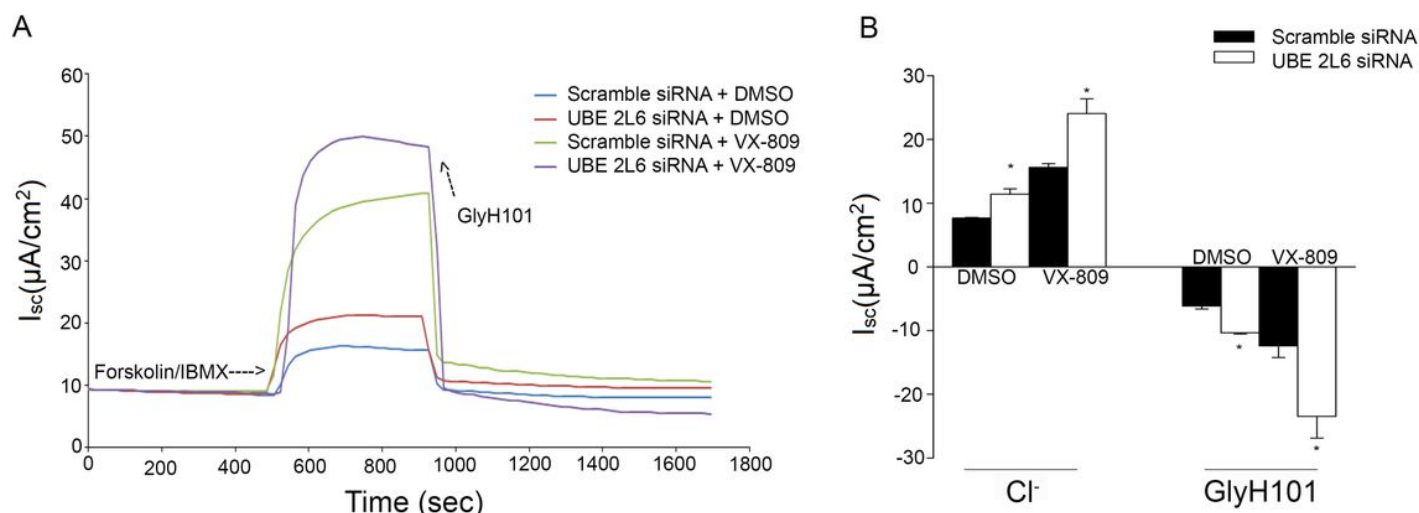 A
I_sc(µA/cm²)
60
50
40
30
20
10
0
Scramble siRNA + DMSO
UBE 2L6 siRNA + DMSO
Scramble siRNA + VX-809
UBE 2L6 siRNA + VX-809
GlyH101
Forskolin/IBMX
0 200 400 600 800 1000 1200 1400 1600 1800
Time (sec)
B
Scramble siRNA
UBE 2L6 siRNA
I_sc(µA/cm²)
30
20
10
0
-10
-20
-30
*
*
DMSO VX-809
DMSO VX-809
*
*
Cl⁻ GlyH101